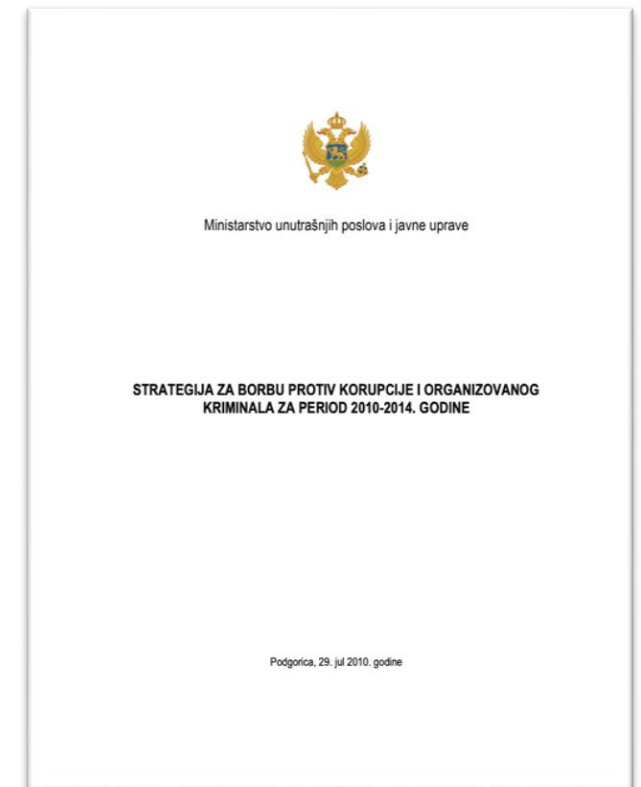 Ministarstvo unutrašnjih poslova i javne uprave
STRATEGIJA ZA BORBU PROTIV KORUPCIJE I ORGANIZOVANOG
KRIMINALA ZA PERIOD 2010-2014. GODINE
Podgorica, 29. jul 2010. godine